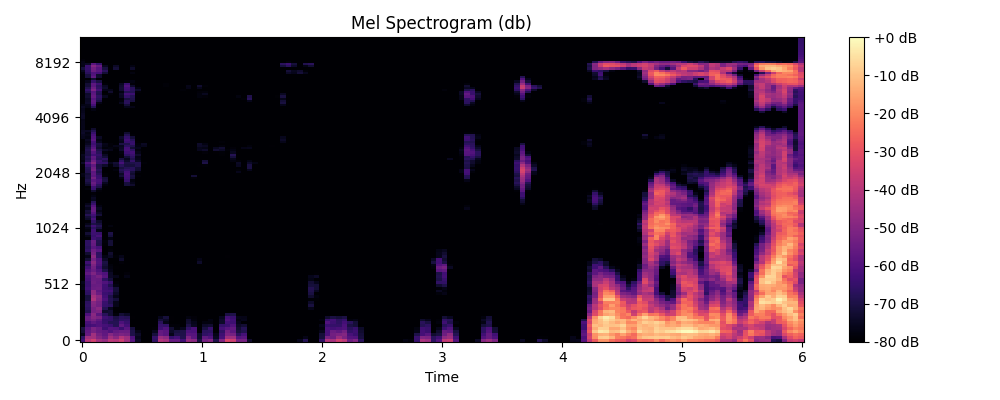 Mel Spectrogram (db)
Hz
8192
4096
2048
1024
512
0
0 1 2 3 4 5 6
Time
+0 dB
-10 dB
-20 dB
-30 dB
-40 dB
-50 dB
-60 dB
-70 dB
-80 dB